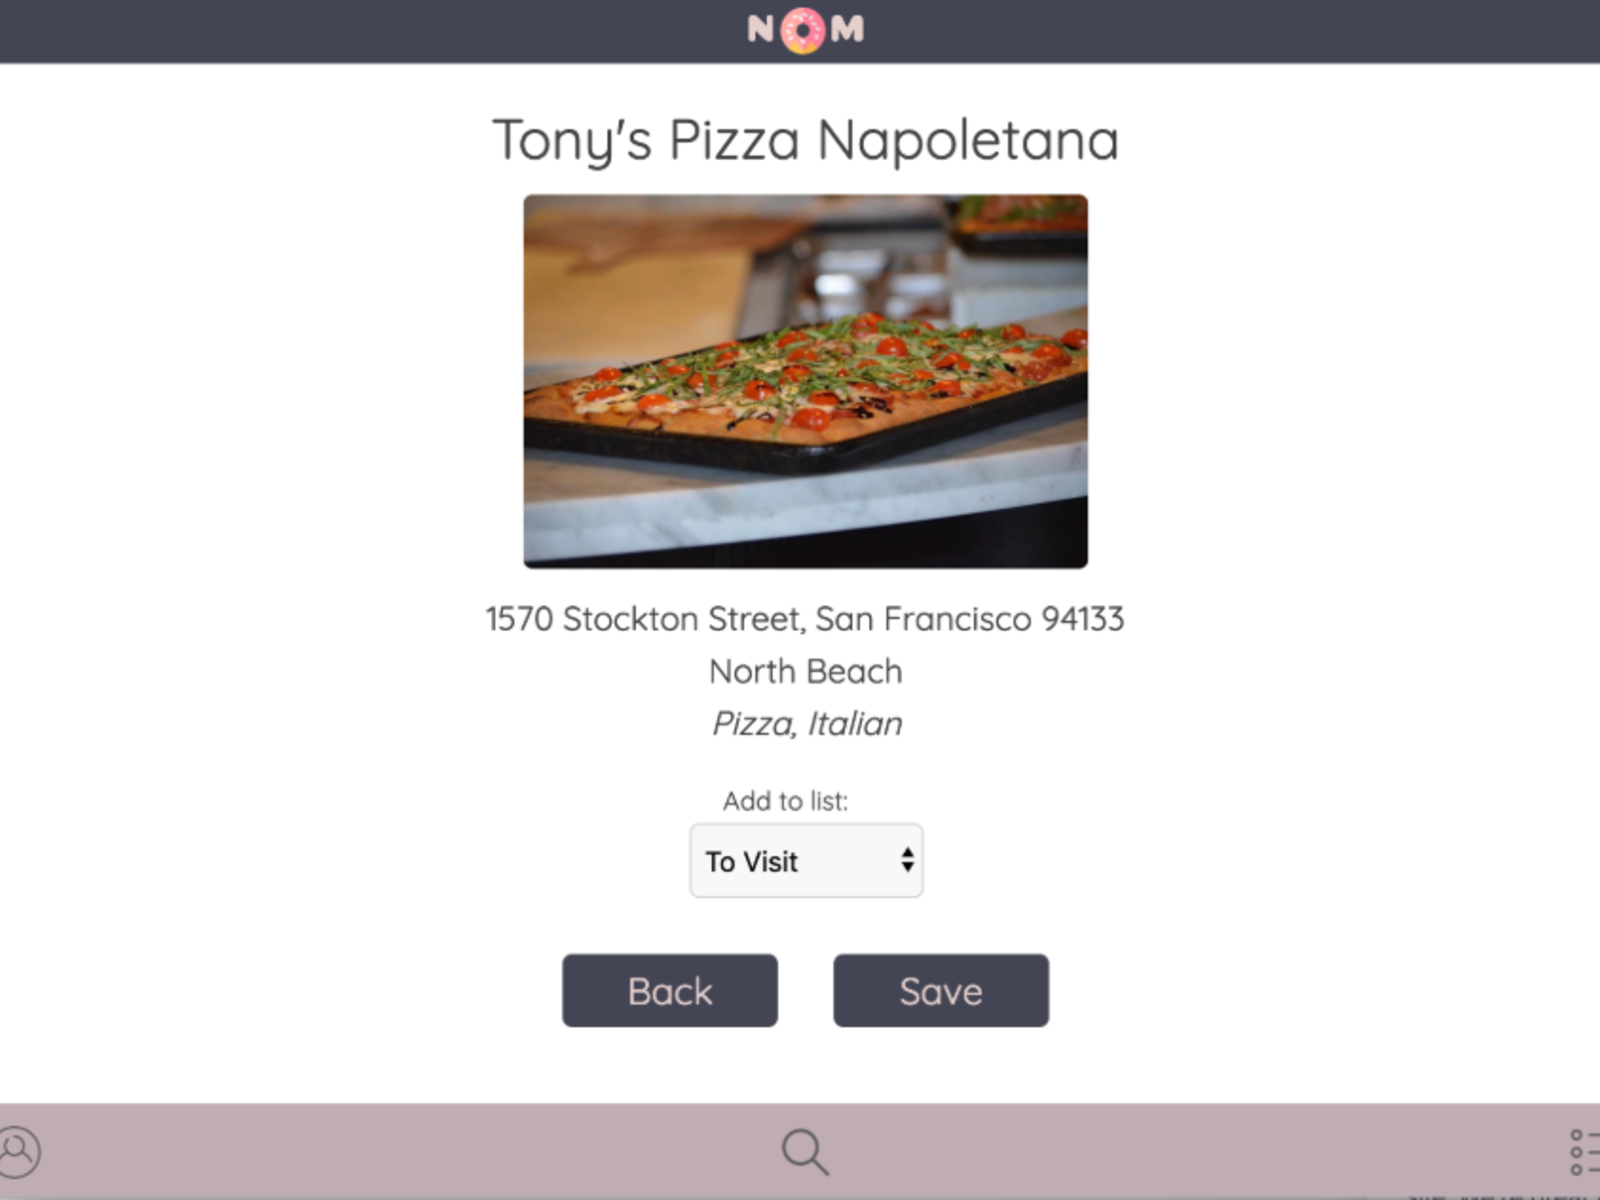 NOM
Tony's Pizza Napoletana
1570 Stockton Street, San Francisco 94133
North Beach
Pizza, Italian
Add to list:
To Visit
Back Save